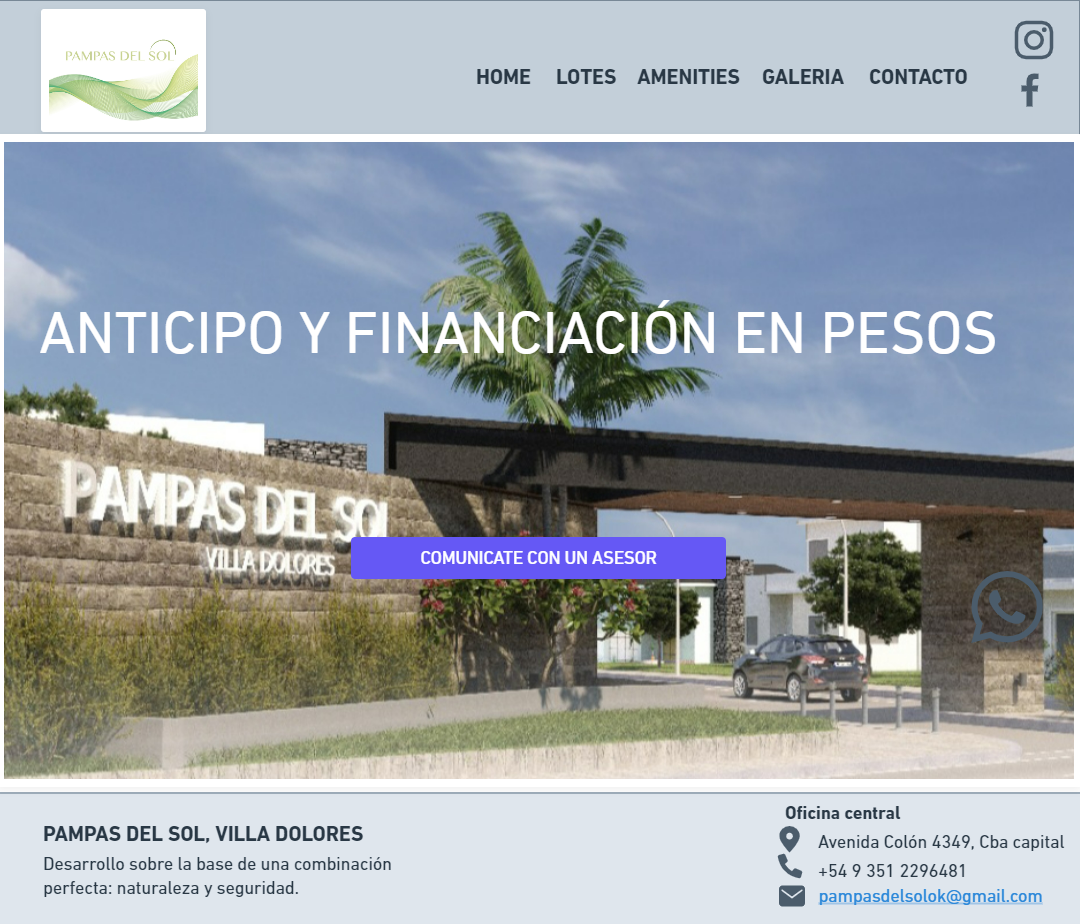 PAMPAS DEL SOL
HOME LOTES AMENITIES GALERIA CONTACTO
ANTICIPO Y FINANCIACIÓN EN PESOS
PAMPAS DEL SOL
VILLA DOLORES
COMUNICATE CON UN ASESOR
PAMPAS DEL SOL, VILLA DOLORES
Desarrollo sobre la base de una combinación
perfecta: naturaleza y seguridad.
Oficina central
Avenida Colón 4349, Cba capital
+54 9 351 2296481
pampasdelsolok@gmail.com